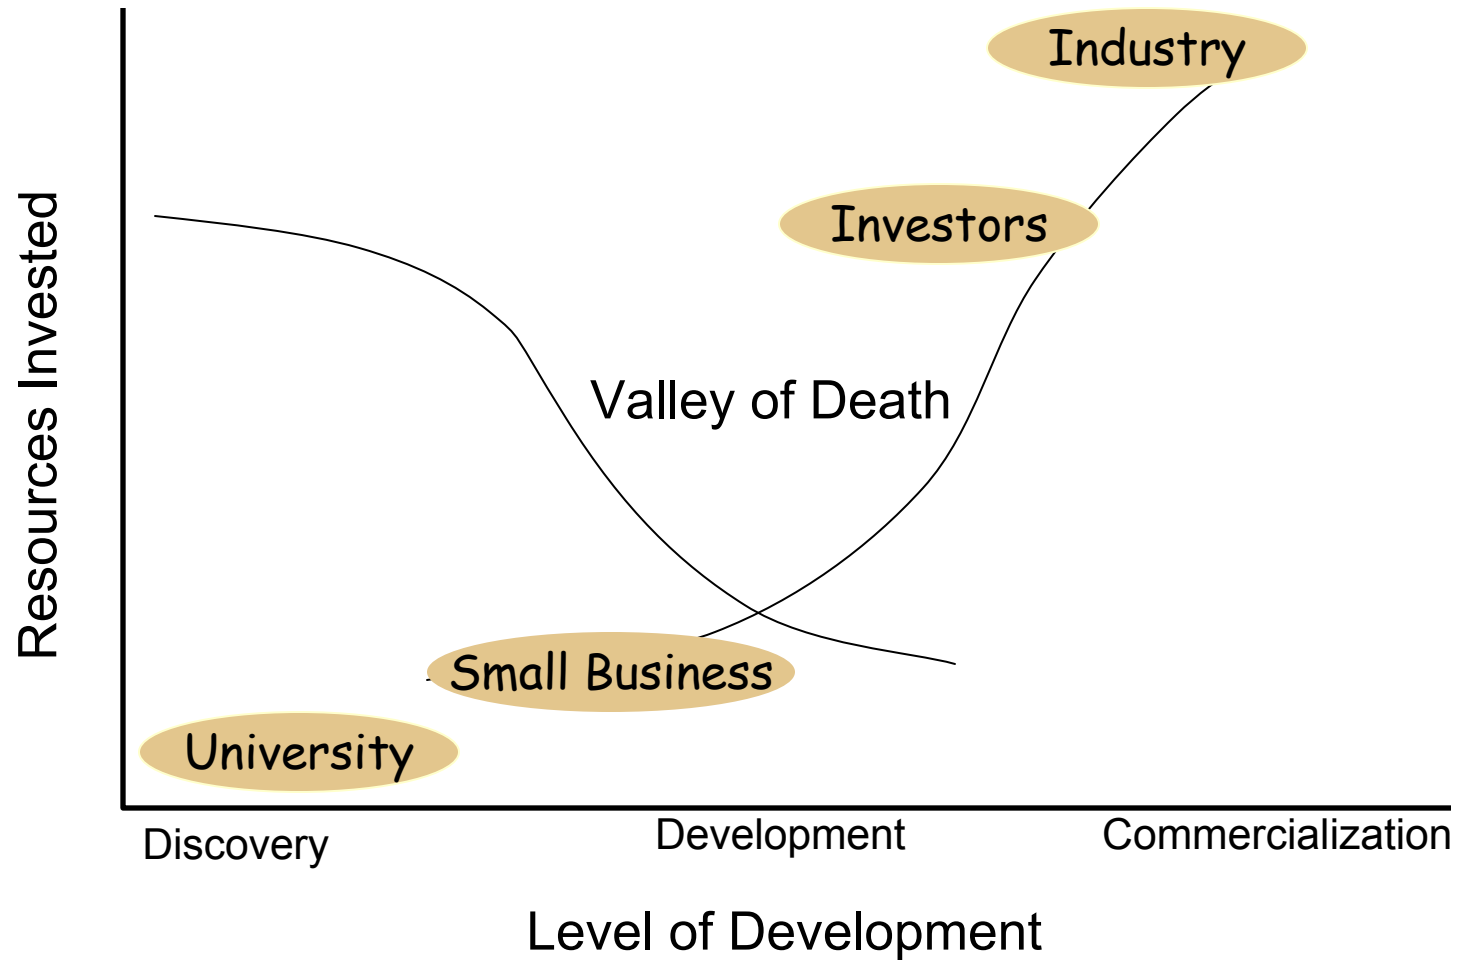 Industry
Investors
Resources Invested
Valley of Death
Small Business
University
Discovery
Development
Commercialization
Level of Development